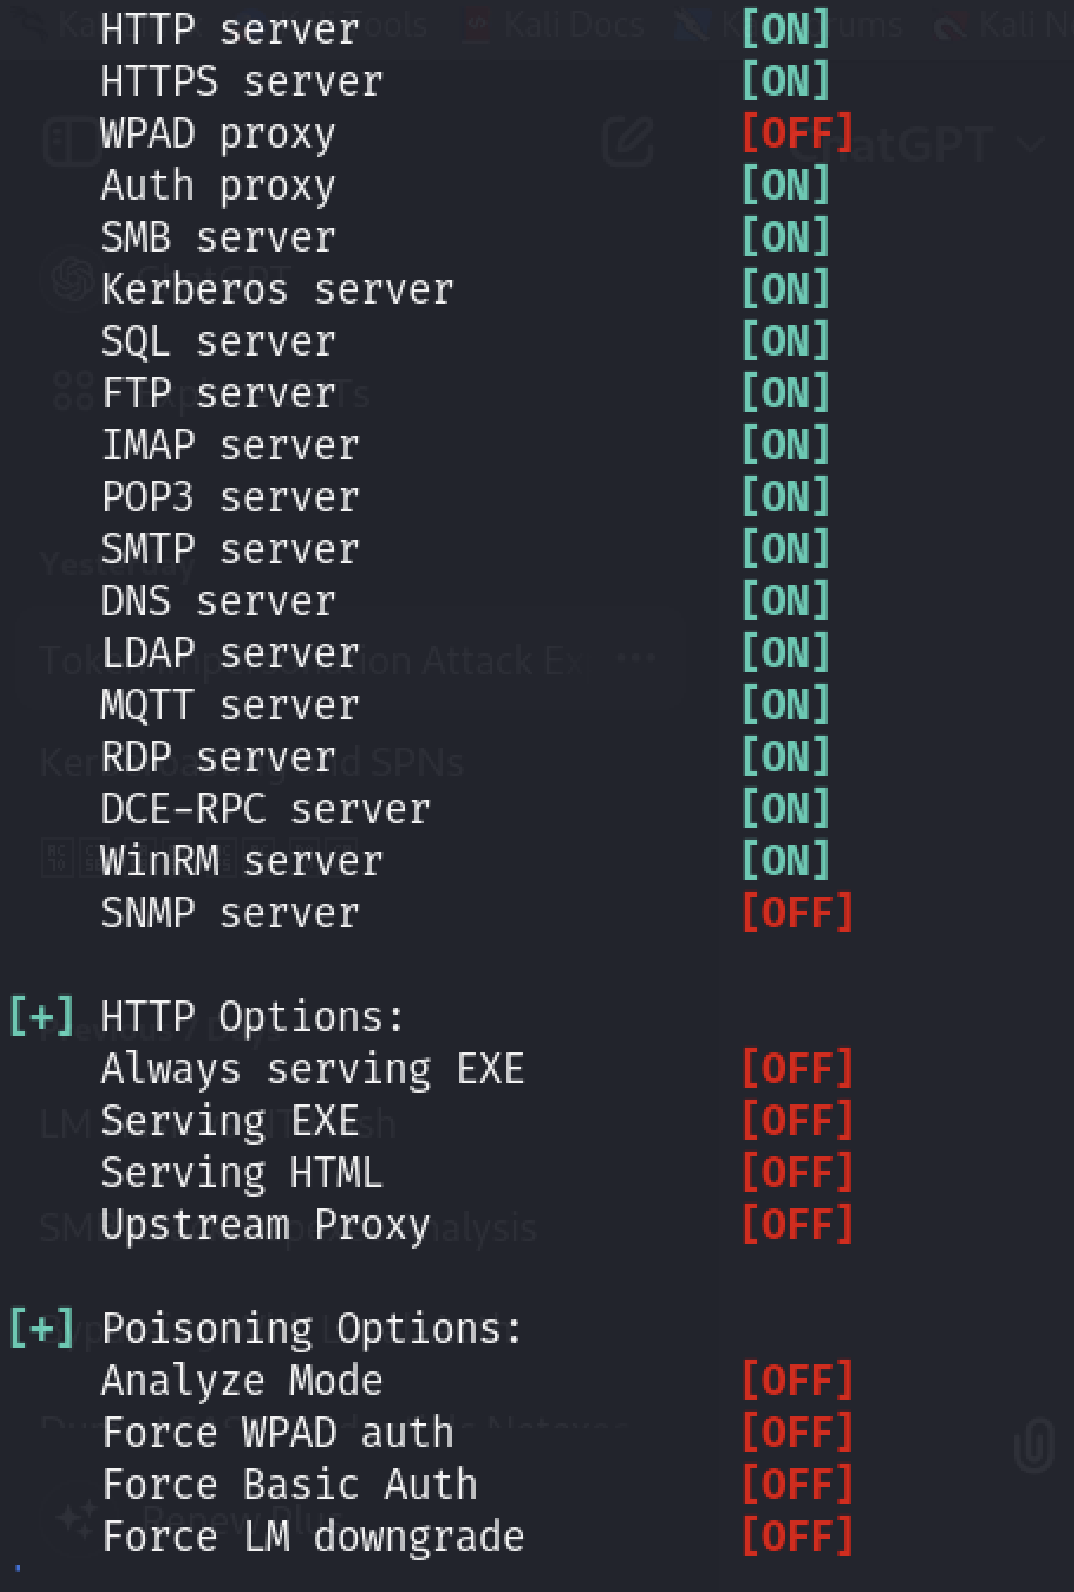 HTTP server [ON]
HTTPS server [ON]
WPAD proxy [OFF]
Auth proxy [ON]
SMB server [ON]
Kerberos server [ON]
SQL server [ON]
FTP server [ON]
IMAP server [ON]
POP3 server [ON]
SMTP server [ON]
DNS server [ON]
LDAP server [ON]
MQTT server [ON]
RDP server [ON]
DCE-RPC server [ON]
WinRM server [ON]
SNMP server [OFF]
[+] HTTP Options:
Always serving EXE [OFF]
Serving EXE [OFF]
Serving HTML [OFF]
Upstream Proxy [OFF]
[+] Poisoning Options:
Analyze Mode [OFF]
Force WPAD auth [OFF]
Force Basic Auth [OFF]
Force LM downgrade [OFF]